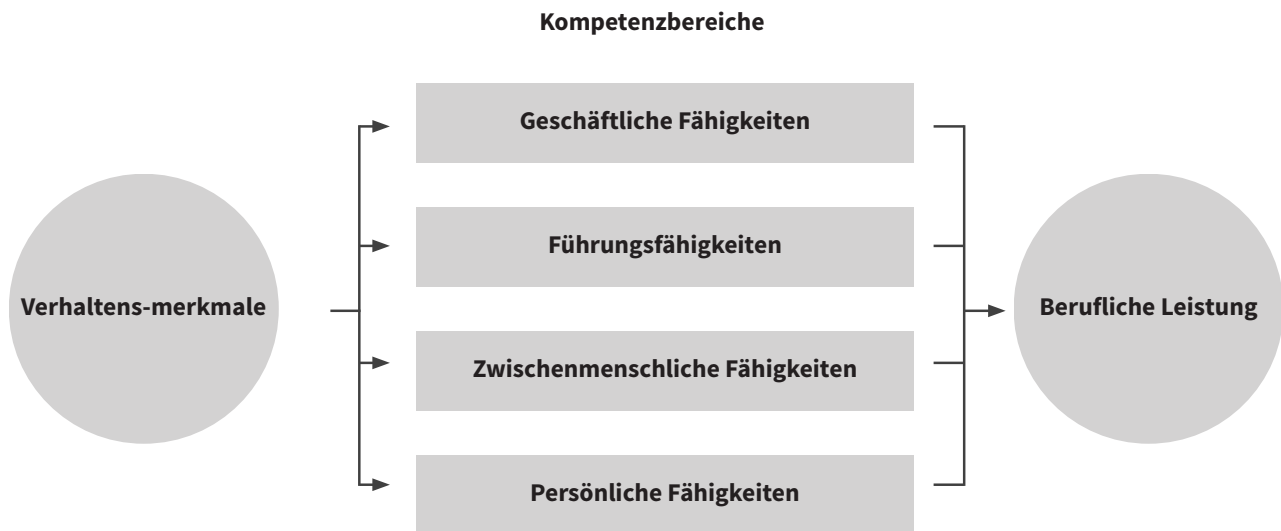 Kompetenzbereiche
Geschäftliche Fähigkeiten
Führungsfähigkeiten
Verhaltens-merkmale
Berufliche Leistung
Zwischenmenschliche Fähigkeiten
Persönliche Fähigkeiten